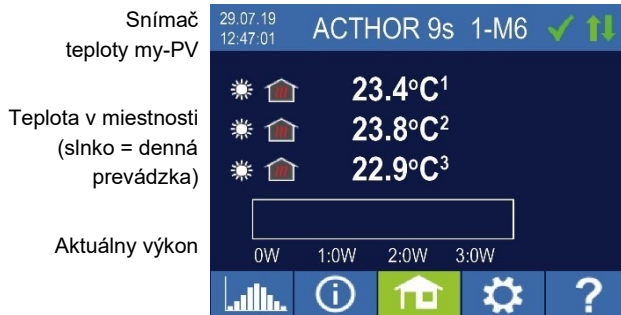 Snímač
teploty my-PV
Teplota v miestnosti
(slnko = denná
prevádzka)
Aktuálny výkon
29.07.19
12:47:01
ACTHOR 9s 1-M6
23.4°C¹
23.8°C²
22.9°C³
0W 1:0W 2:0W 3:0W
?